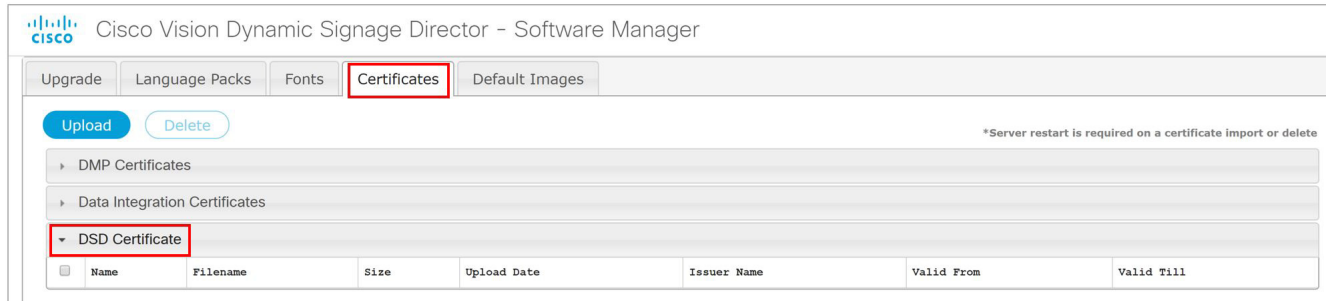 CISCO Cisco Vision Dynamic Signage Director - Software Manager
Upgrade Language Packs Fonts Certificates Default Images
Upload Delete
*Server restart is required on a certificate import or delete
DMP Certificates
Data Integration Certificates
DSD Certificate
Name Filename Size Upload Date Issuer Name Valid From Valid Till